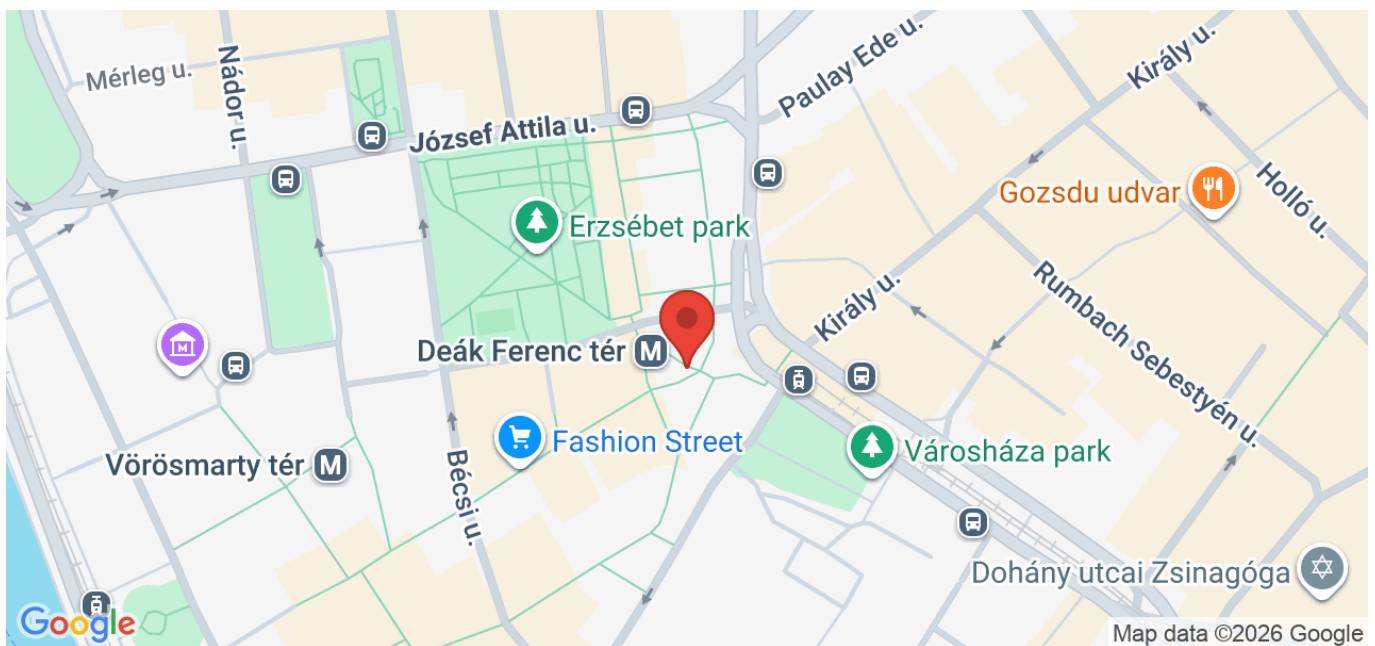 Nádor u.
Mérleg u.
Paulay Ede u.
Király u.
József Attila u.
Gozsdu udvar
Holló u.
Erzsébet park
Király u.
Rumbach Sebestyén u.
Deák Ferenc tér
M
Fashion Street
Városháza park
Vörösmarty tér
M
Bécsi u.
Dohány utcai Zsinagóga
Google
Map data ©2026 Google